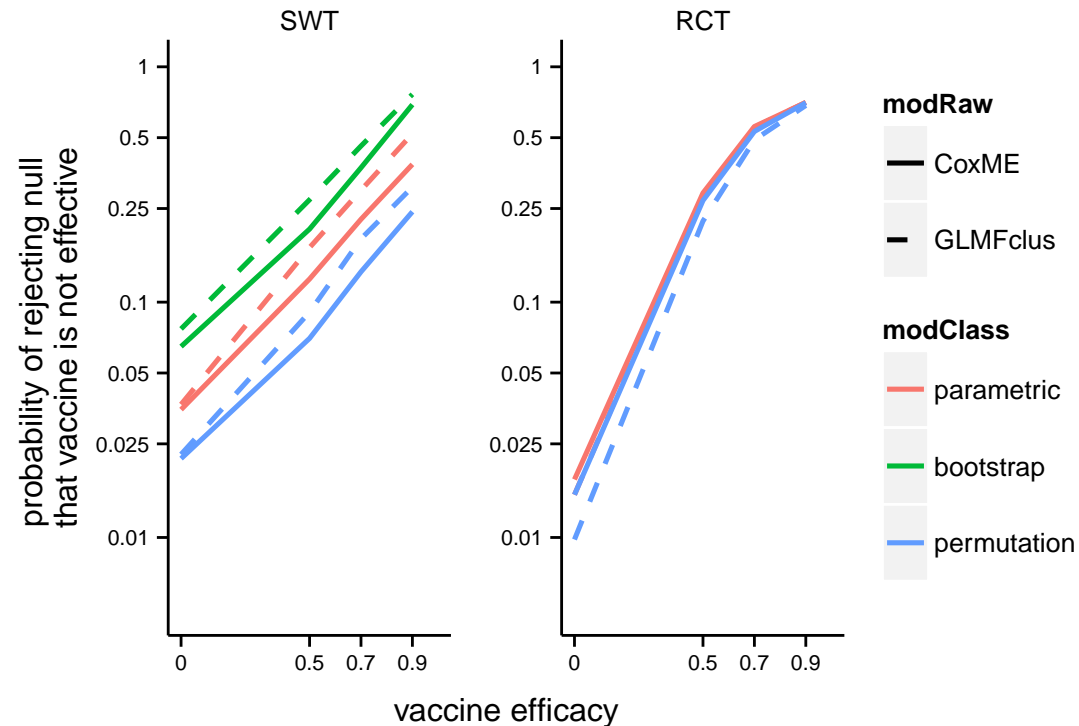 SWT
RCT
probability of rejecting null
that vaccine is not effective
1
0.5
0.25
0.1
0.05
0.025
0.01
1
0.5
0.25
0.1
0.05
0.025
0.01
0
0.5
0.7
0.9
0
0.5
0.7
0.9
vaccine efficacy
modRaw
CoxME
GLMFclus
modClass
parametric
bootstrap
permutation